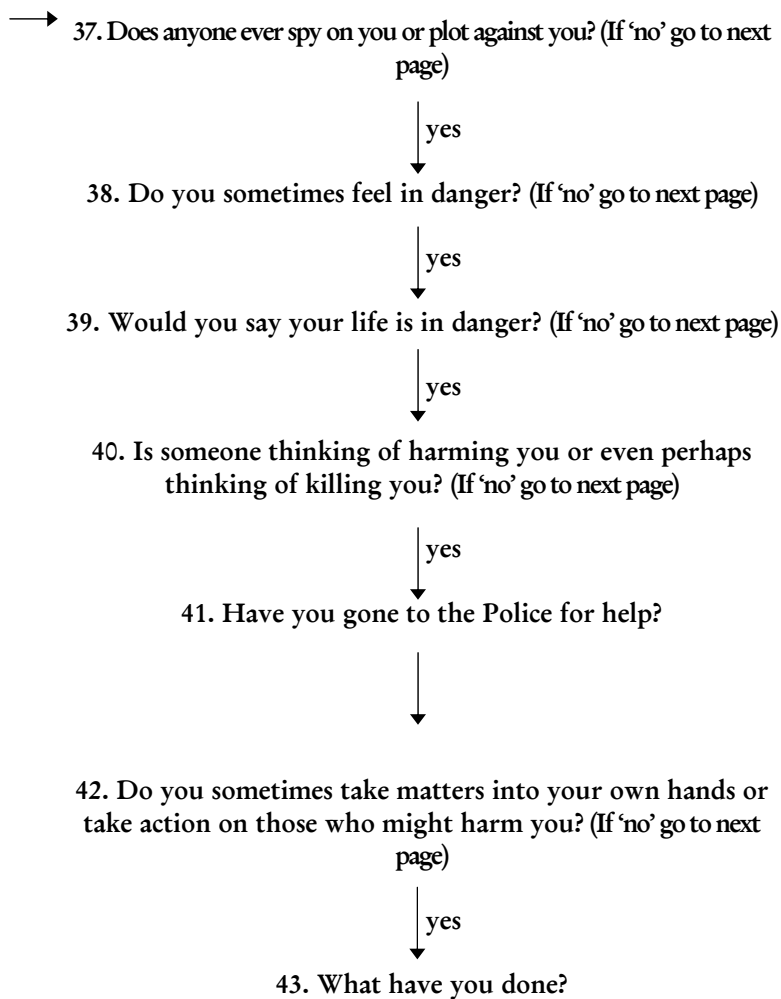 37. Does anyone ever spy on you or plot against you? (If ‘no’ go to next
page)
yes
38. Do you sometimes feel in danger? (If ‘no’ go to next page)
yes
39. Would you say your life is in danger? (If ‘no’ go to next page)
yes
40. Is someone thinking of harming you or even perhaps
thinking of killing you? (If ‘no’ go to next page)
yes
41. Have you gone to the Police for help?
42. Do you sometimes take matters into your own hands or
take action on those who might harm you? (If ‘no’ go to next
page)
yes
43. What have you done?